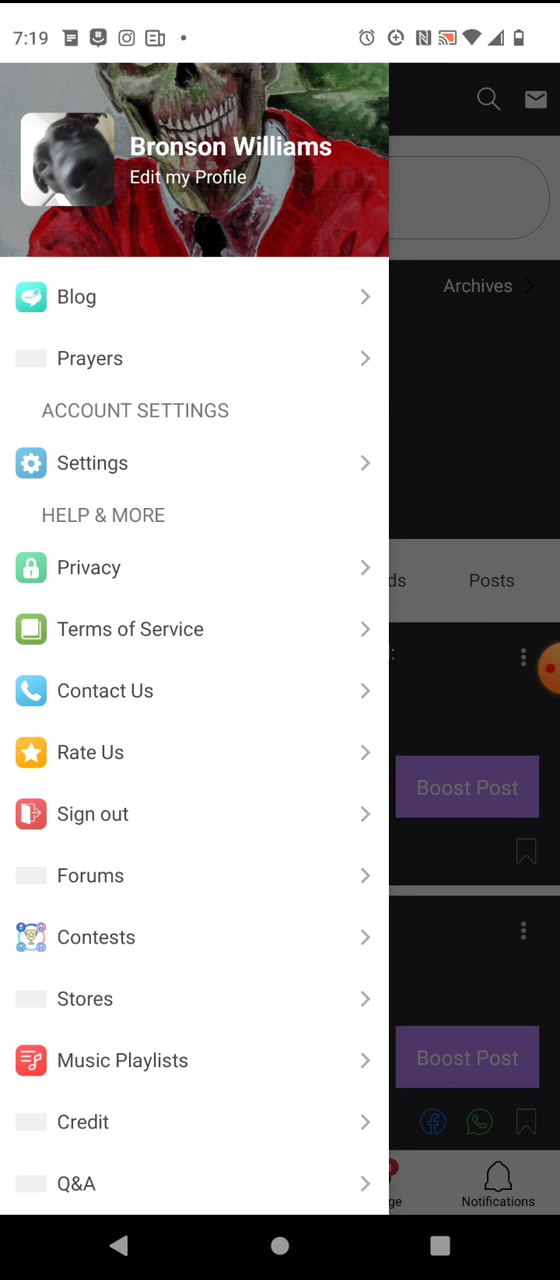 7:19
Bronson Williams
Edit my Profile
Archives
Blog
Prayers
ACCOUNT SETTINGS
Settings
HELP & MORE
Privacy
ds
Posts
Terms of Service
Contact Us
Rate Us
Boost Post
Sign out
Forums
Contests
Stores
Music Playlists
Boost Post
Credit
Q&A
ge
Notifications